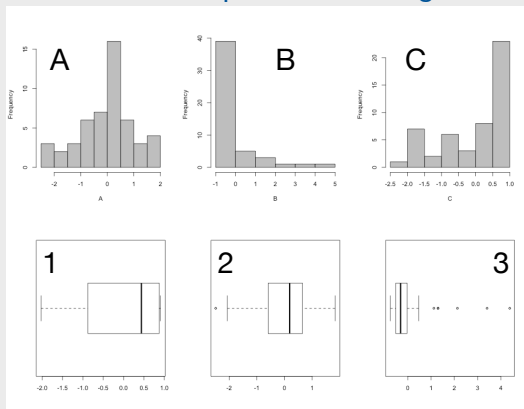 A
B
C
Frequency
0 5 10 15
-2 -1 0 1 2
A
Frequency
0 10 20 30 40
-1 0 1 2 3 4 5
B
Frequency
0 5 10 15 20
-2.5 -2.0 -1.5 -1.0 -0.5 0.0 0.5 1.0
C
1
2
3
-2.0 -1.5 -1.0 -0.5 0.0 0.5 1.0
-2 -1 0 1
0 1 2 3 4